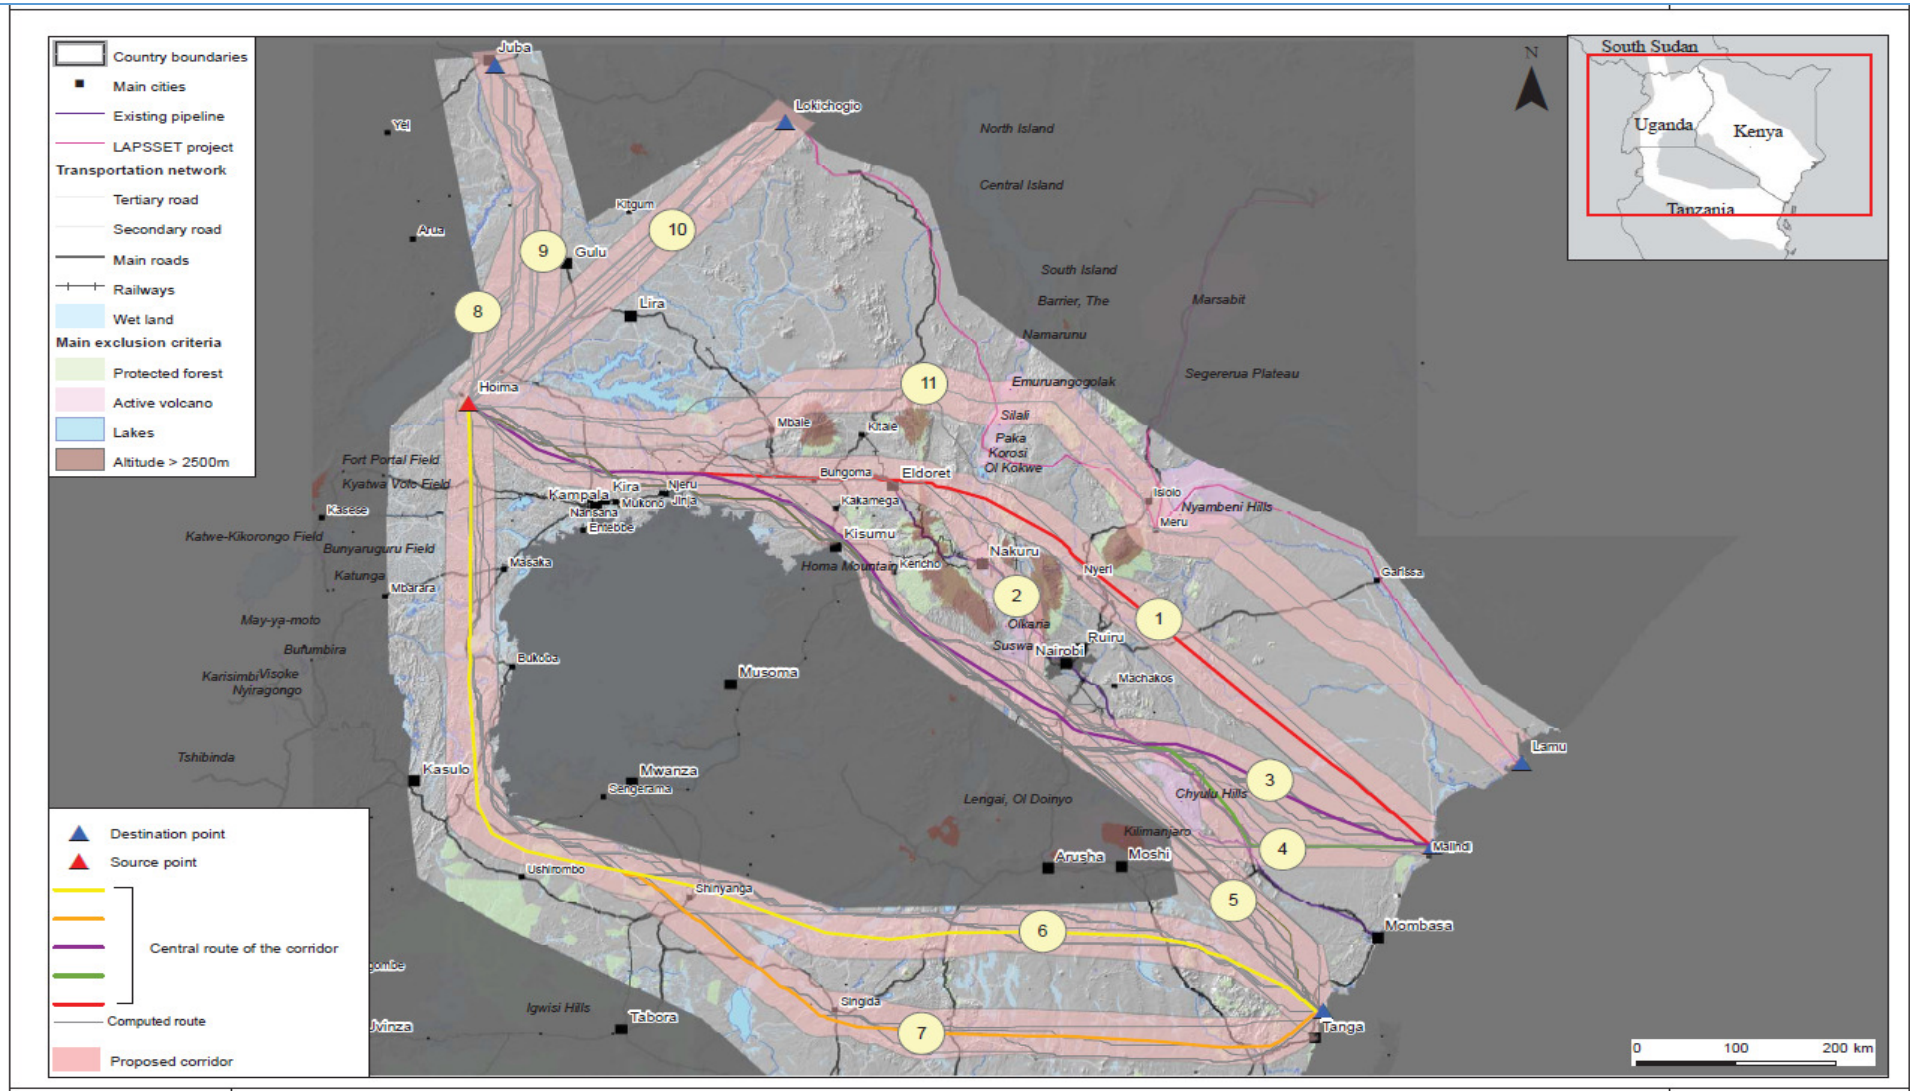 Country boundaries
Main cities
Existing pipeline
LAPSSET project
Transportation network
Tertiary road
Secondary road
Main roads
Railways
Wet land
Main exclusion criteria
Protected forest
Active volcano
Lakes
Altitude > 2500m
Destination point
Source point
Central route of the corridor
Computed route
Proposed corridor
South Sudan
Uganda
Kenya
Tanzania
N
Juba
Lokichogio
Yei
North Island
Central Island
Kitgum
Arua
10
9
Gulu
South Island
Barrier, The
Marsabit
8
Lira
Namarunu
Segererua Plateau
Hoima
11
Emuruangogolak
Silali
Mbale
Kitale
Paka
Korosi
Ol Kokwe
Fort Portal Field
Kyatwa Volc Field
Bungoma
Eldoret
Kampala
Kira
Njeru
Mukono
Jinja
Nansana
Entebbe
Kakamega
Isiolo
Nyambeni Hills
Meru
Kasese
Katwe-Kikorongo Field
Bunyaruguru Field
Kisumu
Nakuru
Homa Mountain
Kericho
Nyeri
Garissa
Masaka
Katunga
Mbarara
2
1
May-ya-moto
Bufumbira
Olkaria
Suswa
Ruiru
Nairobi
Machakos
Bukoba
Musoma
Karisimbi
Visoke
Nyiragongo
Tshibinda
Kasulo
Mwanza
Sengerama
Lengai, Ol Doinyo
3
Chyulu Hills
Lamu
Kilimanjaro
4
Malindi
Arusha
Moshi
Ushirombo
Shinyanga
5
6
Mombasa
gombe
Igwisi Hills
Singida
Tabora
Uvinza
7
Tanga
0 100 200 km